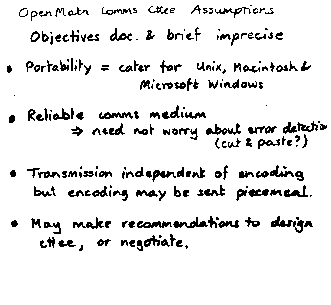 OpenMath Comms Cttee Assumptions
Objectives doc. & brief imprecise
• Portability = cater for Unix, Macintosh &
Microsoft Windows
• Reliable comms medium
⇒ need not worry about error detection
(cut & paste?)
• Transmission independent of encoding
but encoding may be sent piecemeal.
• May make recommendations to design
cttee, or negotiate.